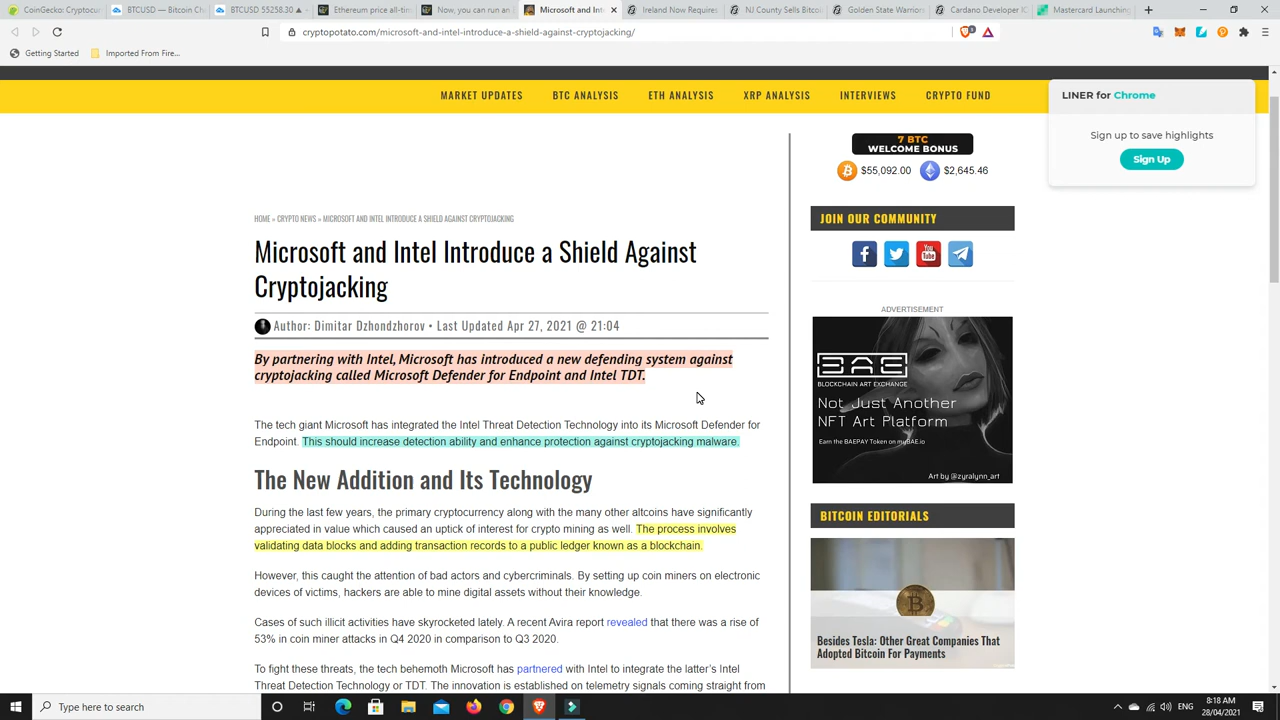 CoinGecko: Cryptocu
BTCUSD — Bitcoin Ch
BTCUSD 55258.30 ▲
Ethereum price all-tim
Now, you can run an
Microsoft and Inte
Ireland Now Requires
NJ County Sells Bitco
Golden State Warrior
Cardano Developer IO
Mastercard Launching
cryptopotato.com/microsoft-and-intel-introduce-a-shield-against-cryptojacking/
Getting Started
Imported From Fire...
MARKET UPDATES
BTC ANALYSIS
ETH ANALYSIS
XRP ANALYSIS
INTERVIEWS
CRYPTO FUND
LINER for Chrome
Sign up to save highlights
Sign Up
7 BTC
WELCOME BONUS
$55,092.00
$2,645.46
HOME » CRYPTO NEWS » MICROSOFT AND INTEL INTRODUCE A SHIELD AGAINST CRYPTOJACKING
Microsoft and Intel Introduce a Shield Against
Cryptojacking
Author: Dimitar Dzhondzhorov • Last Updated Apr 27, 2021 @ 21:04
By partnering with Intel, Microsoft has introduced a new defending system against
cryptojacking called Microsoft Defender for Endpoint and Intel TDT.
The tech giant Microsoft has integrated the Intel Threat Detection Technology into its Microsoft Defender for
Endpoint. This should increase detection ability and enhance protection against cryptojacking malware.
The New Addition and Its Technology
During the last few years, the primary cryptocurrency along with the many other altcoins have significantly
appreciated in value which caused an uptick of interest for crypto mining as well. The process involves
validating data blocks and adding transaction records to a public ledger known as a blockchain.
However, this caught the attention of bad actors and cybercriminals. By setting up coin miners on electronic
devices of victims, hackers are able to mine digital assets without their knowledge.
Cases of such illicit activities have skyrocketed lately. A recent Avira report revealed that there was a rise of
53% in coin miner attacks in Q4 2020 in comparison to Q3 2020.
To fight these threats, the tech behemoth Microsoft has partnered with Intel to integrate the latter's Intel
Threat Detection Technology or TDT. The innovation is established on telemetry signals coming straight from
JOIN OUR COMMUNITY
You
Tube
ADVERTISEMENT
BAE
BLOCKCHAIN ART EXCHANGE
Not Just Another
NFT Art Platform
Earn the BAEPAY Token on myBAE.io
Art by @zyralynn_art
BITCOIN EDITORIALS
Besides Tesla: Other Great Companies That
Adopted Bitcoin For Payments
Type here to search
ENG
8:18 AM
28/04/2021